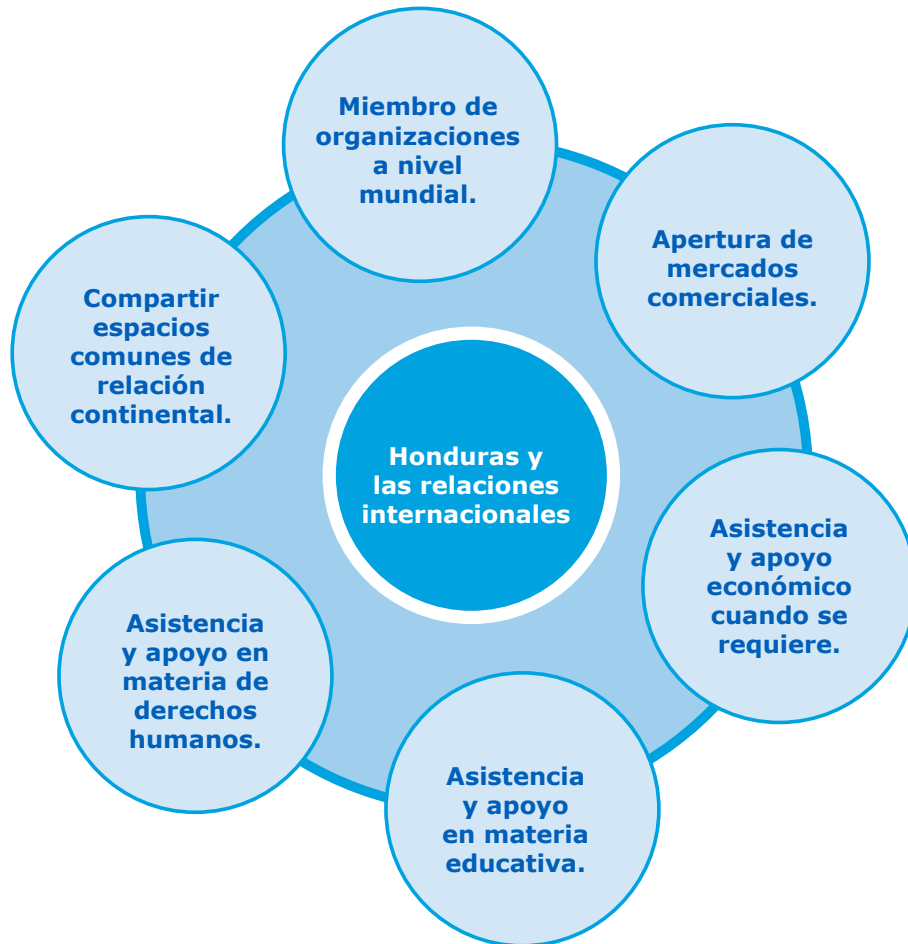 Miembro de
organizaciones
a nivel
mundial.
Apertura de
mercados
comerciales.
Compartir
espacios
comunes de
relación
continental.
Honduras y
las relaciones
internacionales
Asistencia
y apoyo
económico
cuando se
requiere.
Asistencia
y apoyo en
materia de
derechos
humanos.
Asistencia
y apoyo
en materia
educativa.